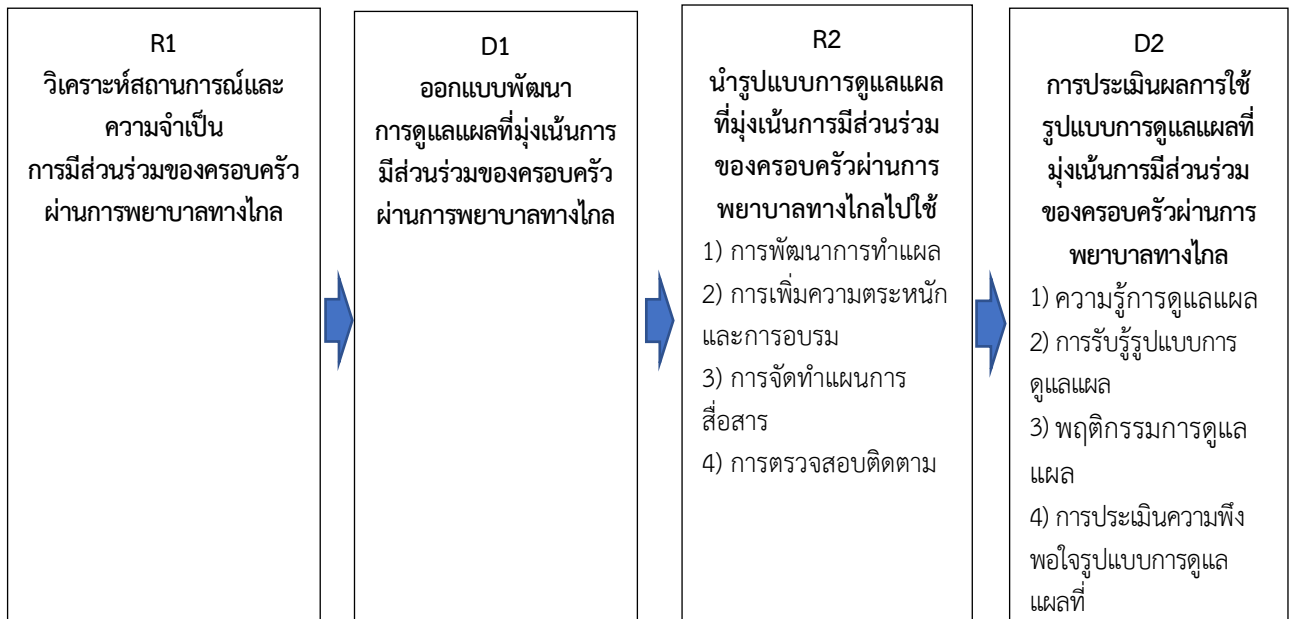 R1
วิเคราะห์สถานการณ์และ
ความจำเป็น
การมีส่วนร่วมของครอบครัว
ผ่านการพยาบาลทางไกล
D1
ออกแบบพัฒนา
การดูแลแผลที่มุ่งเน้นการ
มีส่วนร่วมของครอบครัว
ผ่านการพยาบาลทางไกล
R2
นำรูปแบบการดูแลแผล
ที่มุ่งเน้นการมีส่วนร่วม
ของครอบครัวผ่านการ
พยาบาลทางไกลไปใช้
1) การพัฒนาการทำแผล
2) การเพิ่มความตระหนัก
และการอบรม
3) การจัดทำแผนการ
สื่อสาร
4) การตรวจสอบติดตาม
D2
การประเมินผลการใช้
รูปแบบการดูแลแผลที่
มุ่งเน้นการมีส่วนร่วม
ของครอบครัวผ่านการ
พยาบาลทางไกล
1) ความรู้การดูแลแผล
2) การรับรู้รูปแบบการ
ดูแลแผล
3) พฤติกรรมการดูแล
แผล
4) การประเมินความพึง
พอใจรูปแบบการดูแล
แผลที่